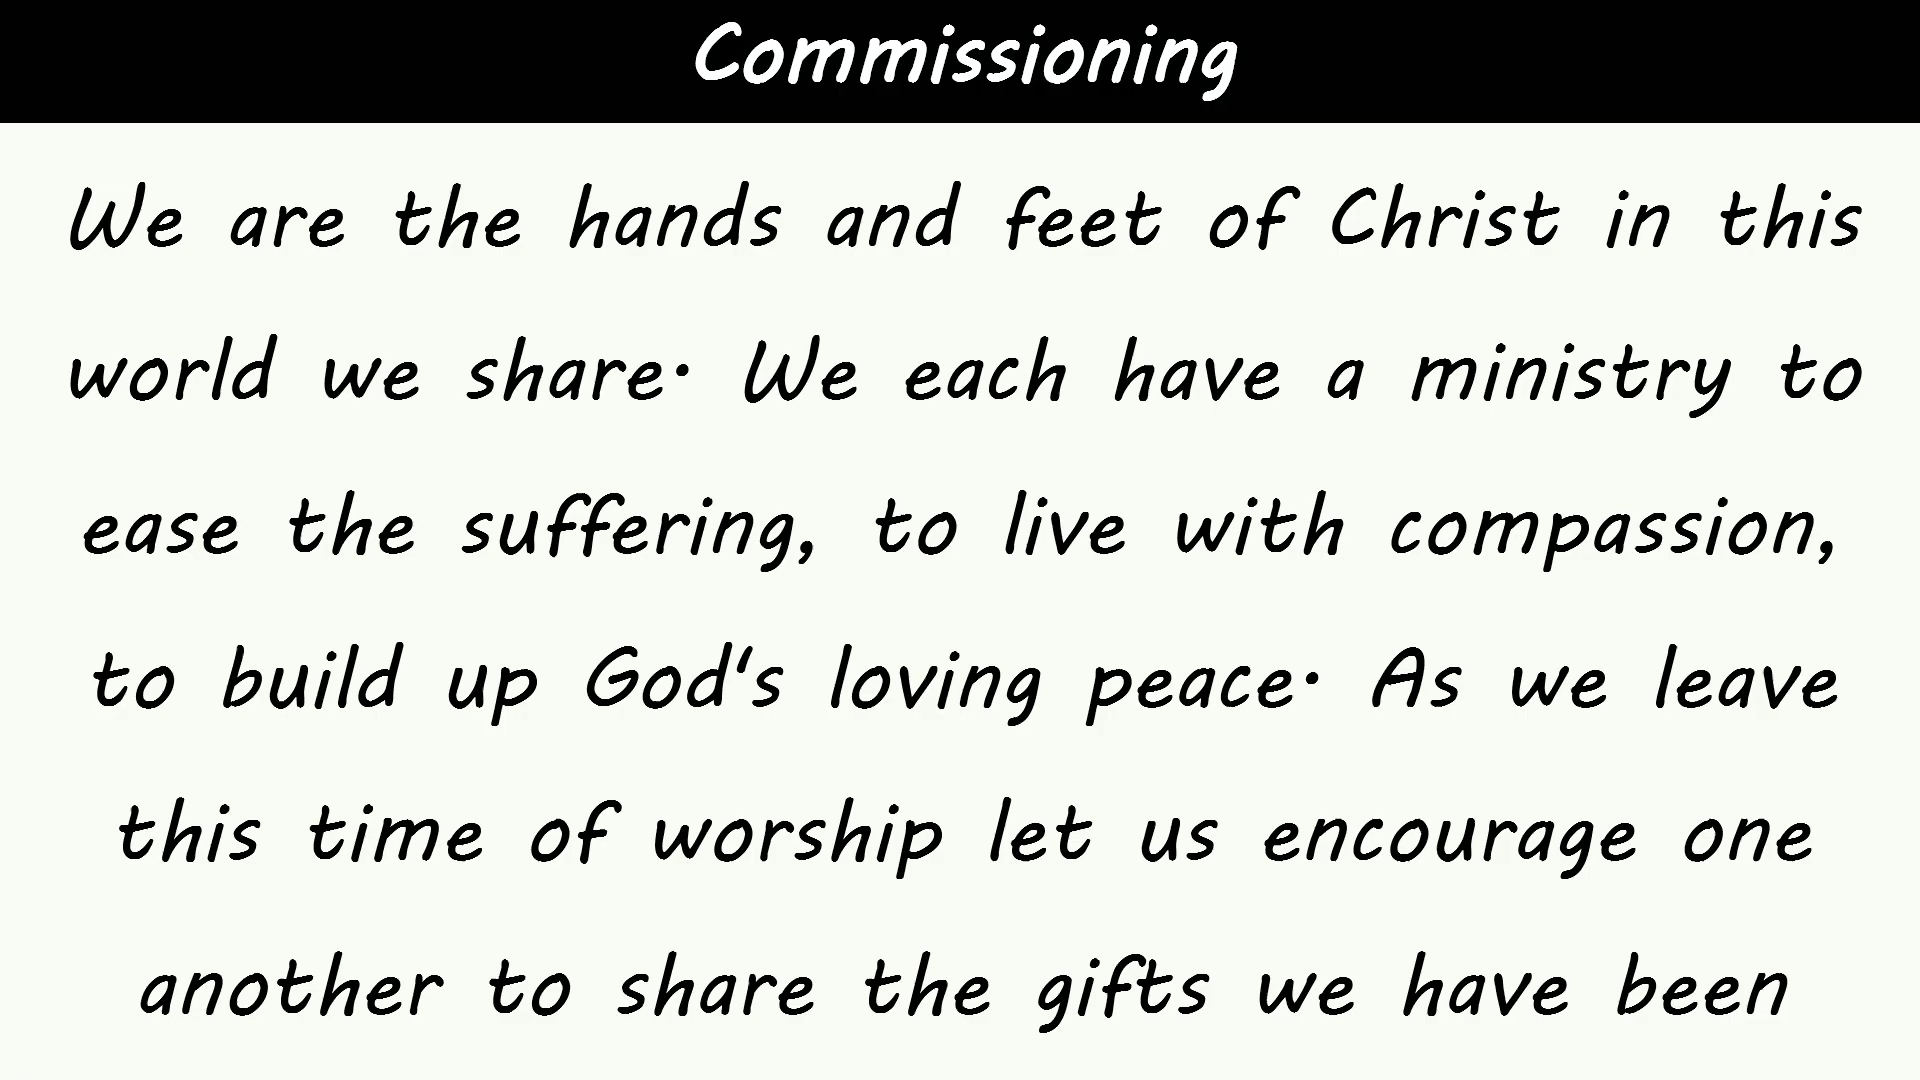 Commissioning
We are the hands and feet of Christ in this
world we share. We each have a ministry to
ease the suffering, to live with compassion,
to build up God's loving peace. As we leave
this time of worship let us encourage one
another to share the gifts we have been